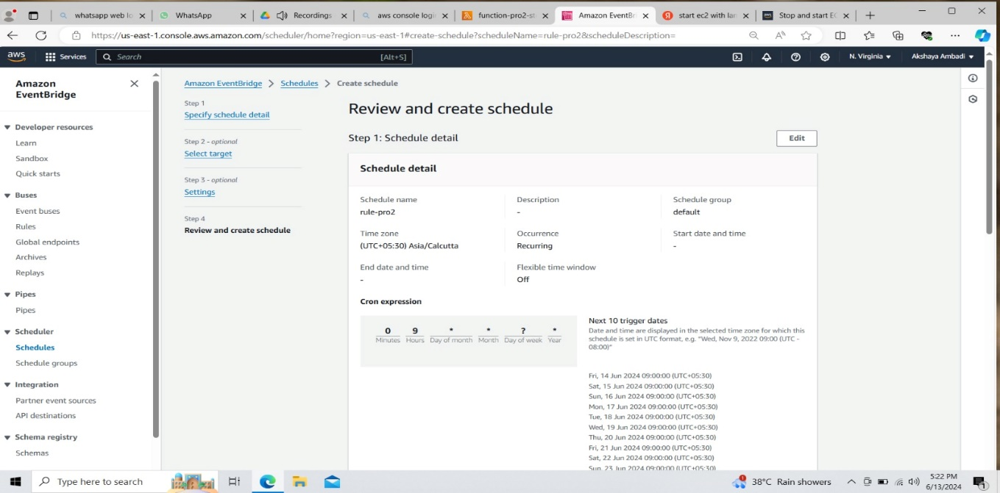 whatsapp web lo
WhatsApp
Recordings
aws console logi
function-pro2-st
Amazon EventBri
start ec2 with lan
Stop and start EC
https://us-east-1.console.aws.amazon.com/scheduler/home?region=us-east-1#create-schedule?scheduleName=rule-pro2&scheduleDescription=
aws
Services
Search
[Alt+S]
N. Virginia
Akshaya Ambadi
Amazon
EventBridge
Developer resources
Learn
Sandbox
Quick starts
Buses
Event buses
Rules
Global endpoints
Archives
Replays
Pipes
Pipes
Scheduler
Schedules
Schedule groups
Integration
Partner event sources
API destinations
Schema registry
Schemas
Amazon EventBridge > Schedules > Create schedule
Step 1
Specify schedule detail
Step 2 - optional
Select target
Step 3 - optional
Settings
Step 4
Review and create schedule
Review and create schedule
Step 1: Schedule detail
Edit
Schedule detail
Schedule name
rule-pro2
Description
-
Schedule group
default
Time zone
(UTC+05:30) Asia/Calcutta
Occurrence
Recurring
Start date and time
-
End date and time
-
Flexible time window
Off
Cron expression
0 9 * * ? *
Minutes Hours Day of month Month Day of week Year
Next 10 trigger dates
Date and time are displayed in the selected time zone for which this
schedule is set in UTC format, e.g. "Wed, Nov 9, 2022 09:00 (UTC -
08:00)"
Fri, 14 Jun 2024 09:00:00 (UTC+05:30)
Sat, 15 Jun 2024 09:00:00 (UTC+05:30)
Sun, 16 Jun 2024 09:00:00 (UTC+05:30)
Mon, 17 Jun 2024 09:00:00 (UTC+05:30)
Tue, 18 Jun 2024 09:00:00 (UTC+05:30)
Wed, 19 Jun 2024 09:00:00 (UTC+05:30)
Thu, 20 Jun 2024 09:00:00 (UTC+05:30)
Fri, 21 Jun 2024 09:00:00 (UTC+05:30)
Sat, 22 Jun 2024 09:00:00 (UTC+05:30)
Sun, 23 Jun 2024 09:00:00 (UTC+05:30)
Type here to search
38°C Rain showers
5:22 PM
6/13/2024